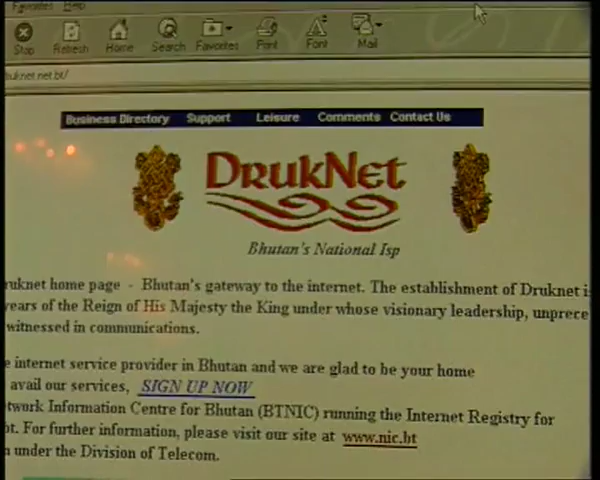 Favorites Help
Stop Refresh Home Search Favorites Print Font Mail
druknet.net.bt/
Business Directory Support Leisure Comments Contact Us
DrukNet
Bhutan's National Isp
ruknet home page - Bhutan's gateway to the internet. The establishment of Druknet i
years of the Reign of His Majesty the King under whose visionary leadership, unprece
witnessed in communications.
e internet service provider in Bhutan and we are glad to be your home
avail our services, SIGN UP NOW
twork Information Centre for Bhutan (BTNIC) running the Internet Registry for
bt. For further information, please visit our site at www.nic.bt
n under the Division of Telecom.